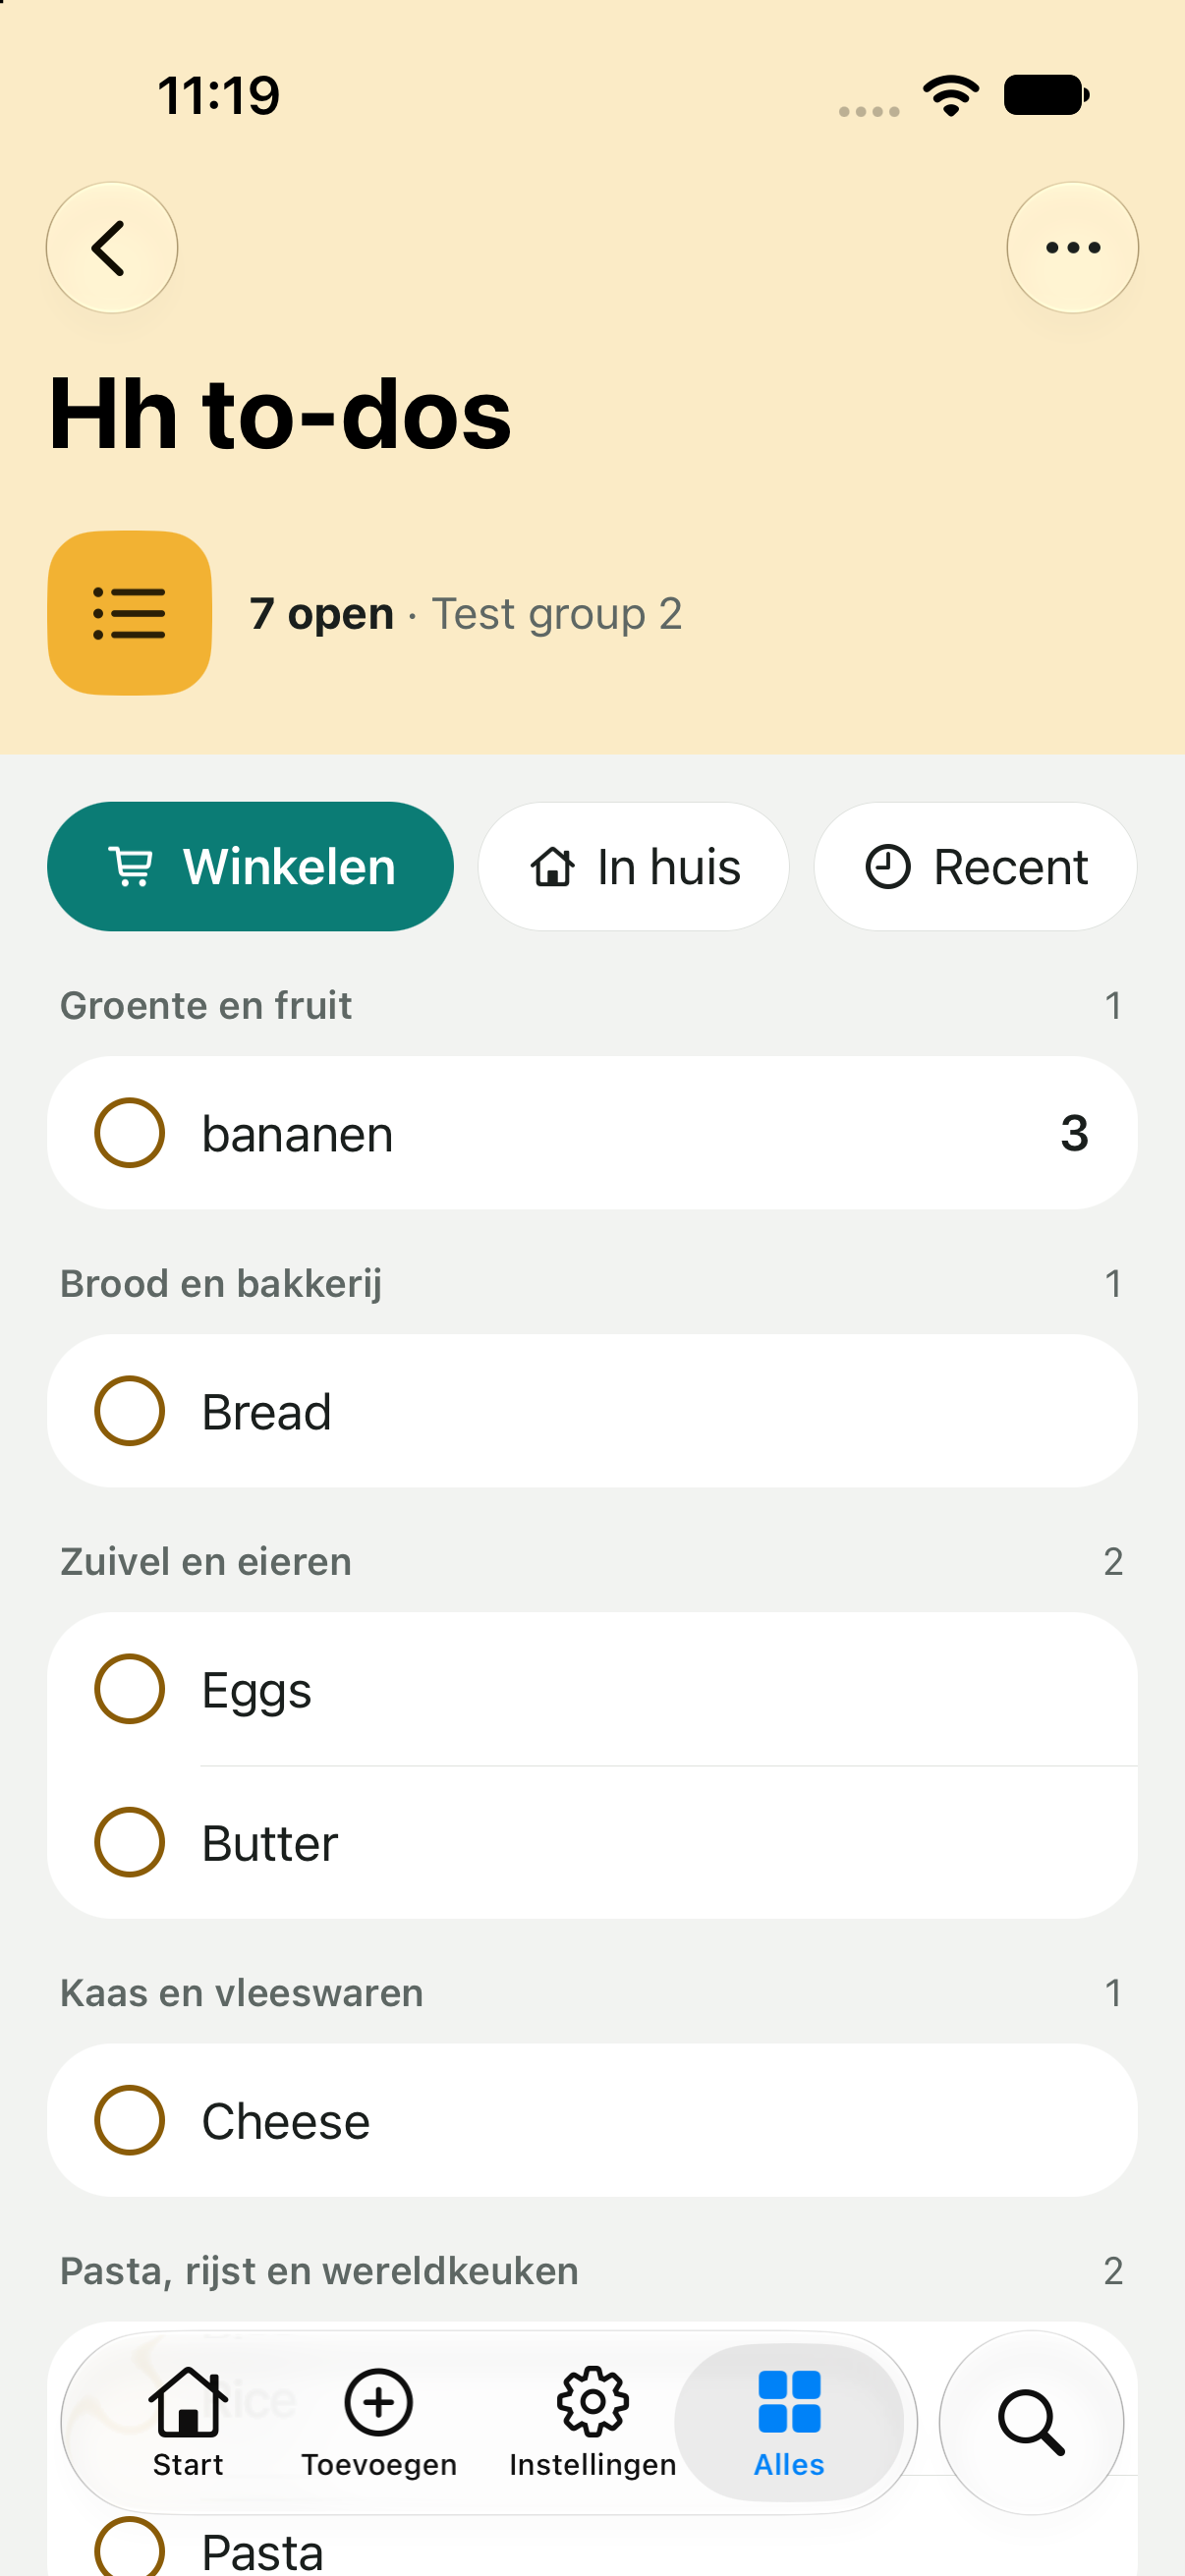 11:19
Hh to-dos
7 open · Test group 2
Winkelen
In huis
Recent
Groente en fruit 1
bananen 3
Brood en bakkerij 1
Bread
Zuivel en eieren 2
Eggs
Butter
Kaas en vleeswaren 1
Cheese
Pasta, rijst en wereldkeuken 2
Rice
Start
Toevoegen
Instellingen
Alles
Pasta